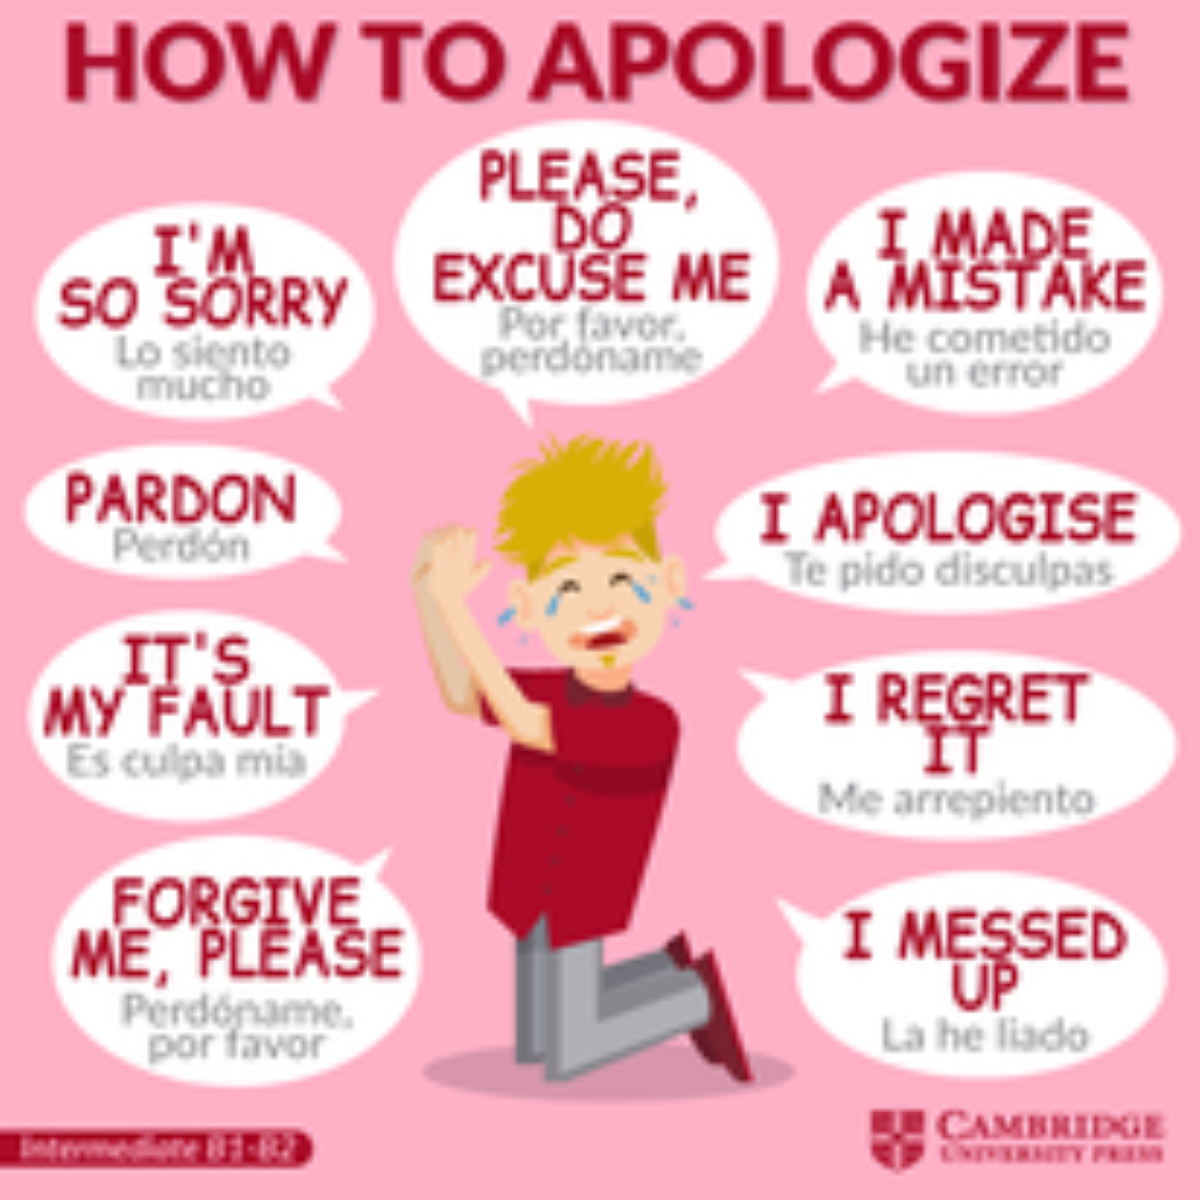 HOW TO APOLOGIZE
PLEASE,
DO
EXCUSE ME
Por favor,
perdóname
I'M
SO SORRY
Lo siento
mucho
I MADE
A MISTAKE
He cometido
un error
PARDON
Perdón
I APOLOGISE
Te pido disculpas
IT'S
MY FAULT
Es culpa mía
I REGRET
IT
Me arrepiento
FORGIVE
ME, PLEASE
Perdóname,
por favor
I MESSED
UP
La he liado
Intermediate B1-B2
CAMBRIDGE
UNIVERSITY PRESS